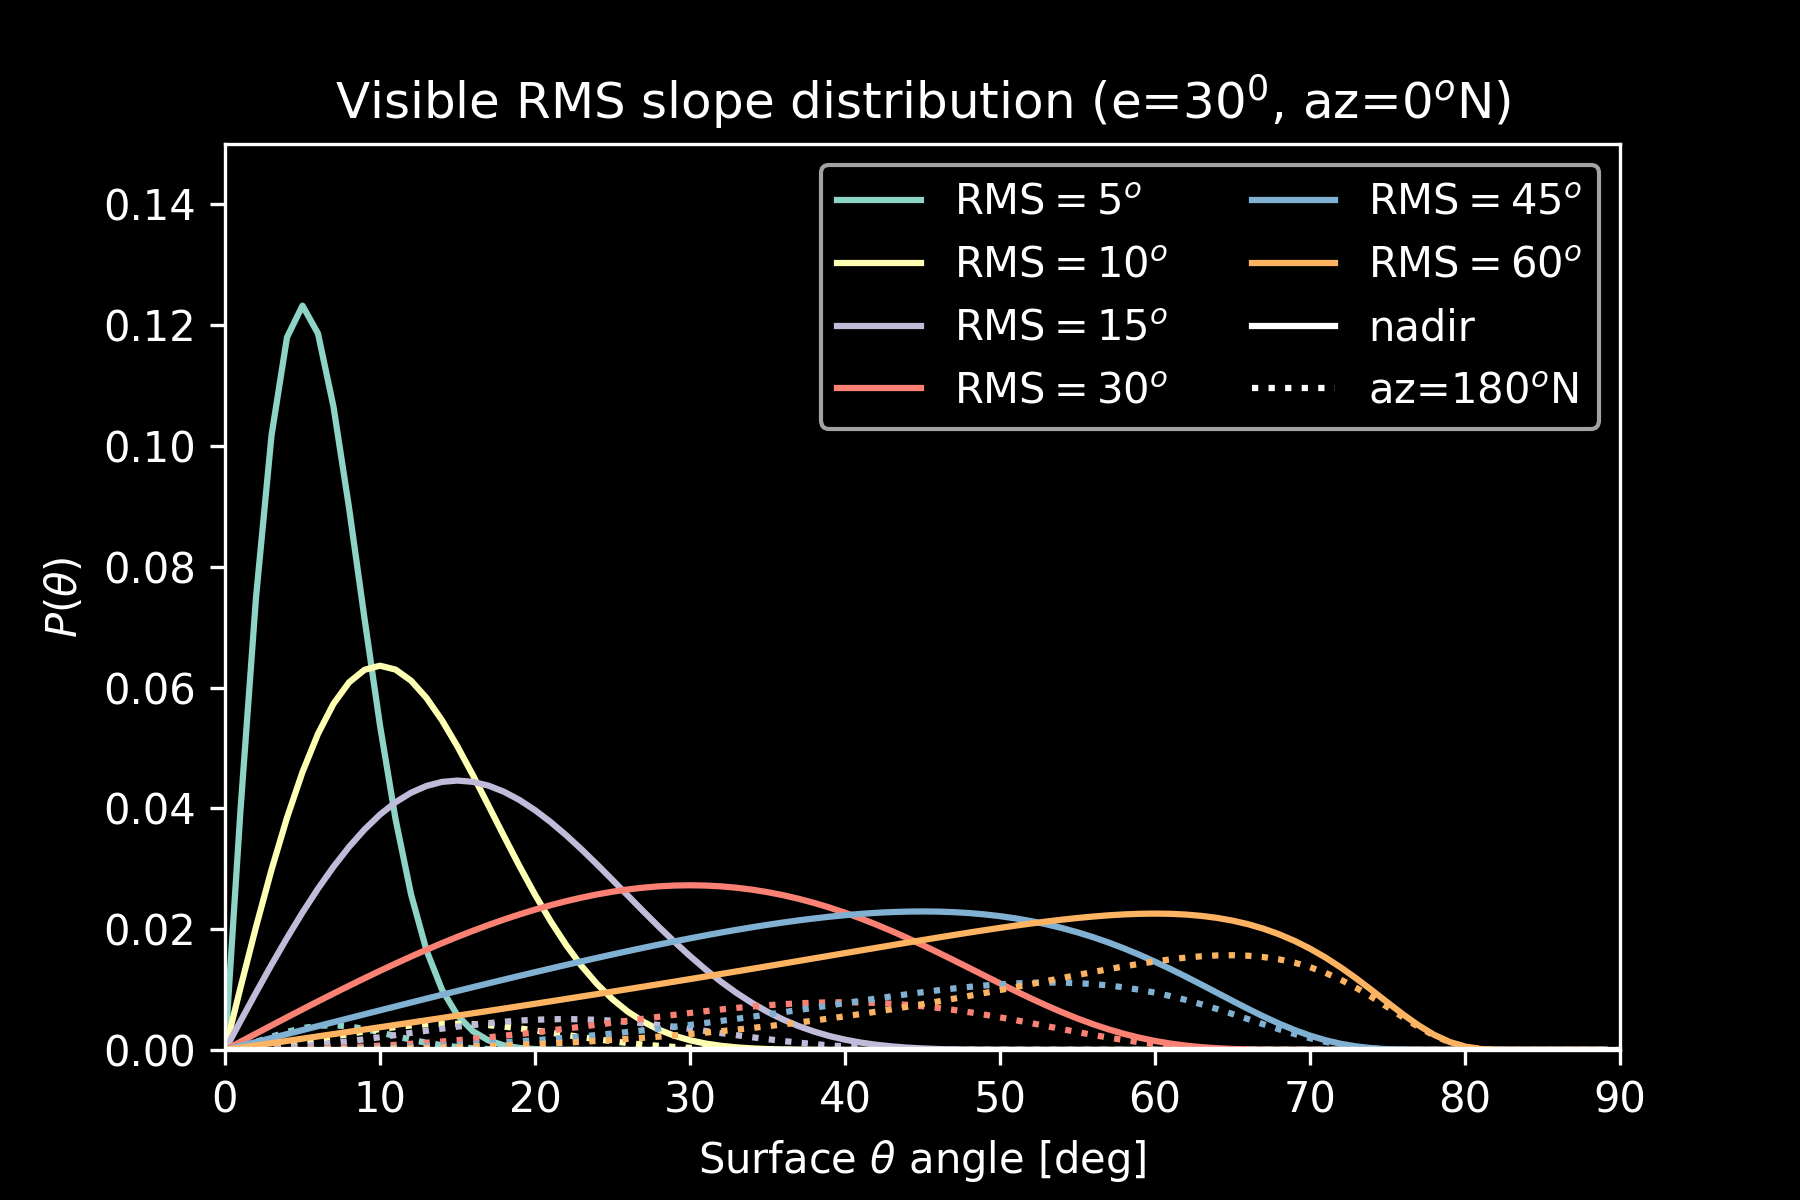 Visible RMS slope distribution (e=30⁰, az=0ᵒN)
RMS = 5ᵒ
RMS = 10ᵒ
RMS = 15ᵒ
RMS = 30ᵒ
RMS = 45ᵒ
RMS = 60ᵒ
nadir
az=180ᵒN
0.14
0.12
0.10
0.08
0.06
0.04
0.02
0.00
P(θ)
0 10 20 30 40 50 60 70 80 90
Surface θ angle [deg]